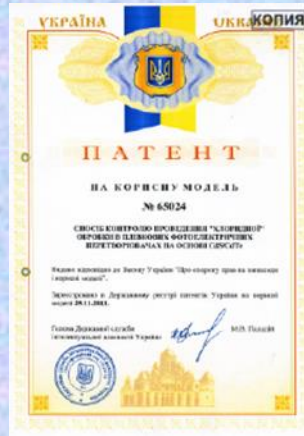 УКРАЇНА
UKRAINE
КОПИЯ
ПАТЕНТ
НА КОРИСНУ МОДЕЛЬ
№ 65024
СПОСІБ КОНТРОЛЮ ПРОВЕДЕННЯ "ХЛОРИДНОЇ"
ОБРОБКИ В ПЛІВКОВИХ ФОТОЕЛЕКТРИЧНИХ
ПЕРЕТВОРЮВАЧАХ НА ОСНОВІ CdS/CdTe
Видано відповідно до Закону України "Про охорону прав на винаходи
і корисні моделі".
Зареєстровано в Державному реєстрі патентів України на корисні
моделі 25.11.2011.
Голова Державної служби
інтелектуальної власності України